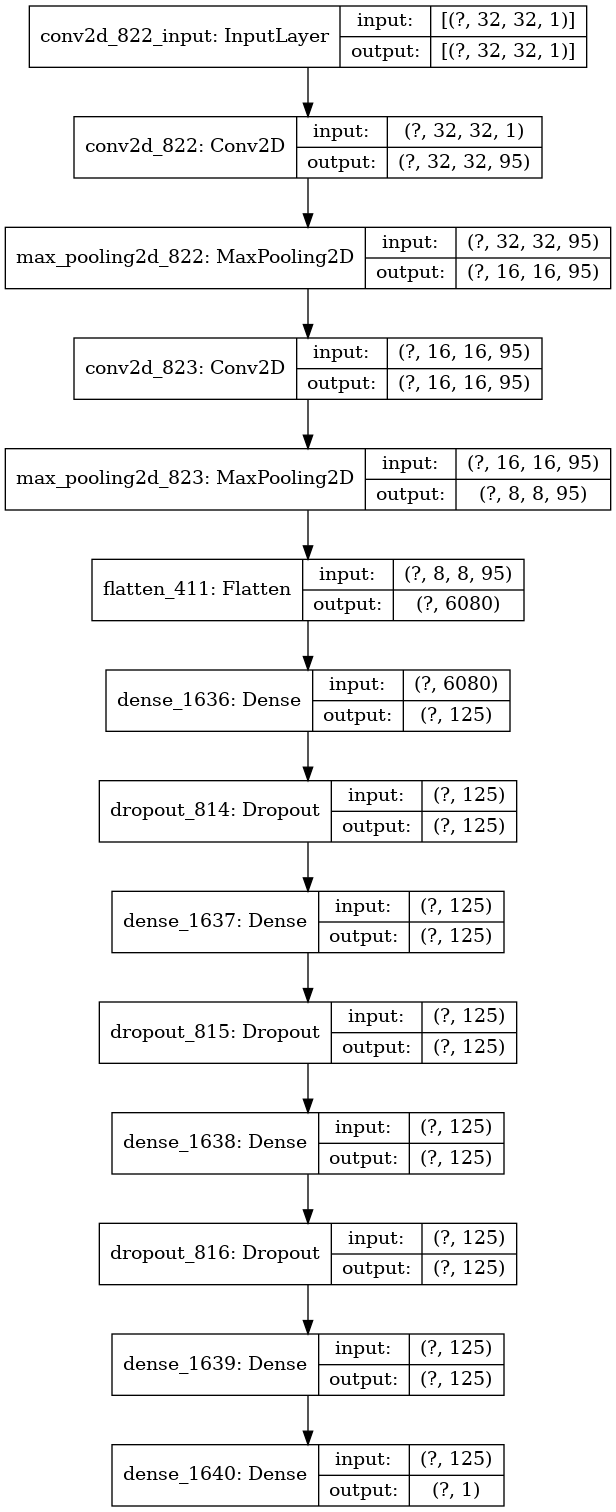 conv2d_822_input: InputLayer
input: [(?, 32, 32, 1)]
output: [(?, 32, 32, 1)]
conv2d_822: Conv2D
input: (?, 32, 32, 1)
output: (?, 32, 32, 95)
max_pooling2d_822: MaxPooling2D
input: (?, 32, 32, 95)
output: (?, 16, 16, 95)
conv2d_823: Conv2D
input: (?, 16, 16, 95)
output: (?, 16, 16, 95)
max_pooling2d_823: MaxPooling2D
input: (?, 16, 16, 95)
output: (?, 8, 8, 95)
flatten_411: Flatten
input: (?, 8, 8, 95)
output: (?, 6080)
dense_1636: Dense
input: (?, 6080)
output: (?, 125)
dropout_814: Dropout
input: (?, 125)
output: (?, 125)
dense_1637: Dense
input: (?, 125)
output: (?, 125)
dropout_815: Dropout
input: (?, 125)
output: (?, 125)
dense_1638: Dense
input: (?, 125)
output: (?, 125)
dropout_816: Dropout
input: (?, 125)
output: (?, 125)
dense_1639: Dense
input: (?, 125)
output: (?, 125)
dense_1640: Dense
input: (?, 125)
output: (?, 1)